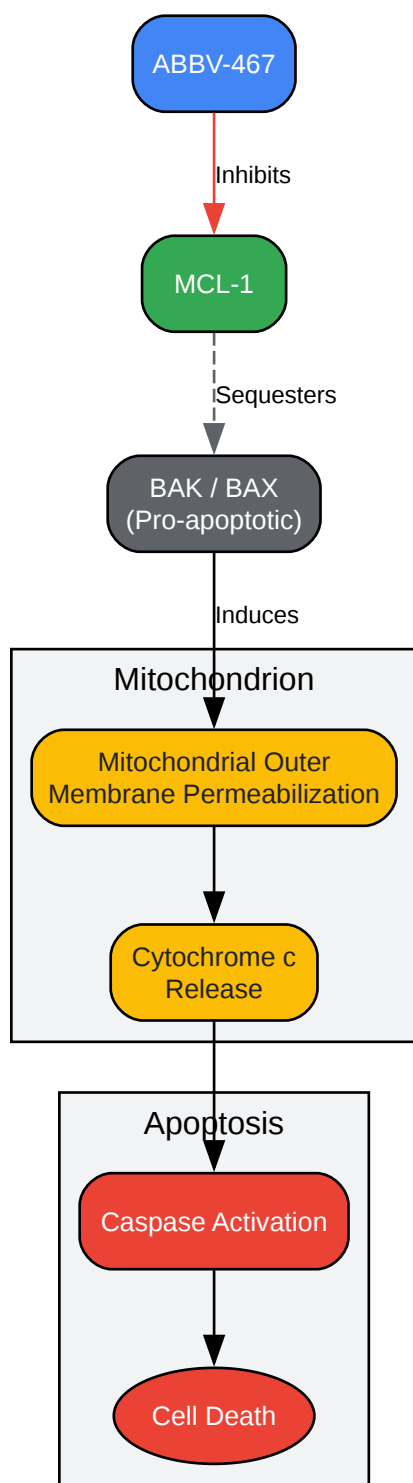 ABBV-467
Inhibits
MCL-1
Sequesters
BAK / BAX
(Pro-apoptotic)
Induces
Mitochondrion
Mitochondrial Outer
Membrane Permeabilization
Cytochrome c
Release
Apoptosis
Caspase Activation
Cell Death